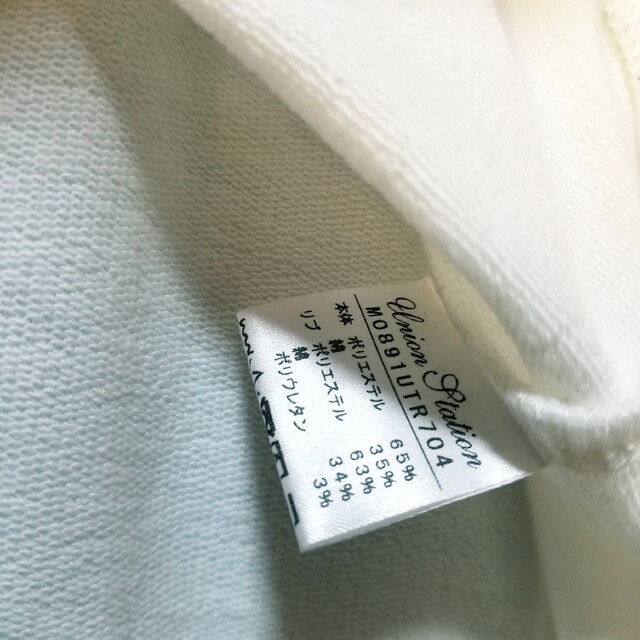 Union Station
M0891UTR704
本体 ポリエステル 65%
綿 35%
リブ ポリエステル 63%
綿 34%
ポリウレタン 3%